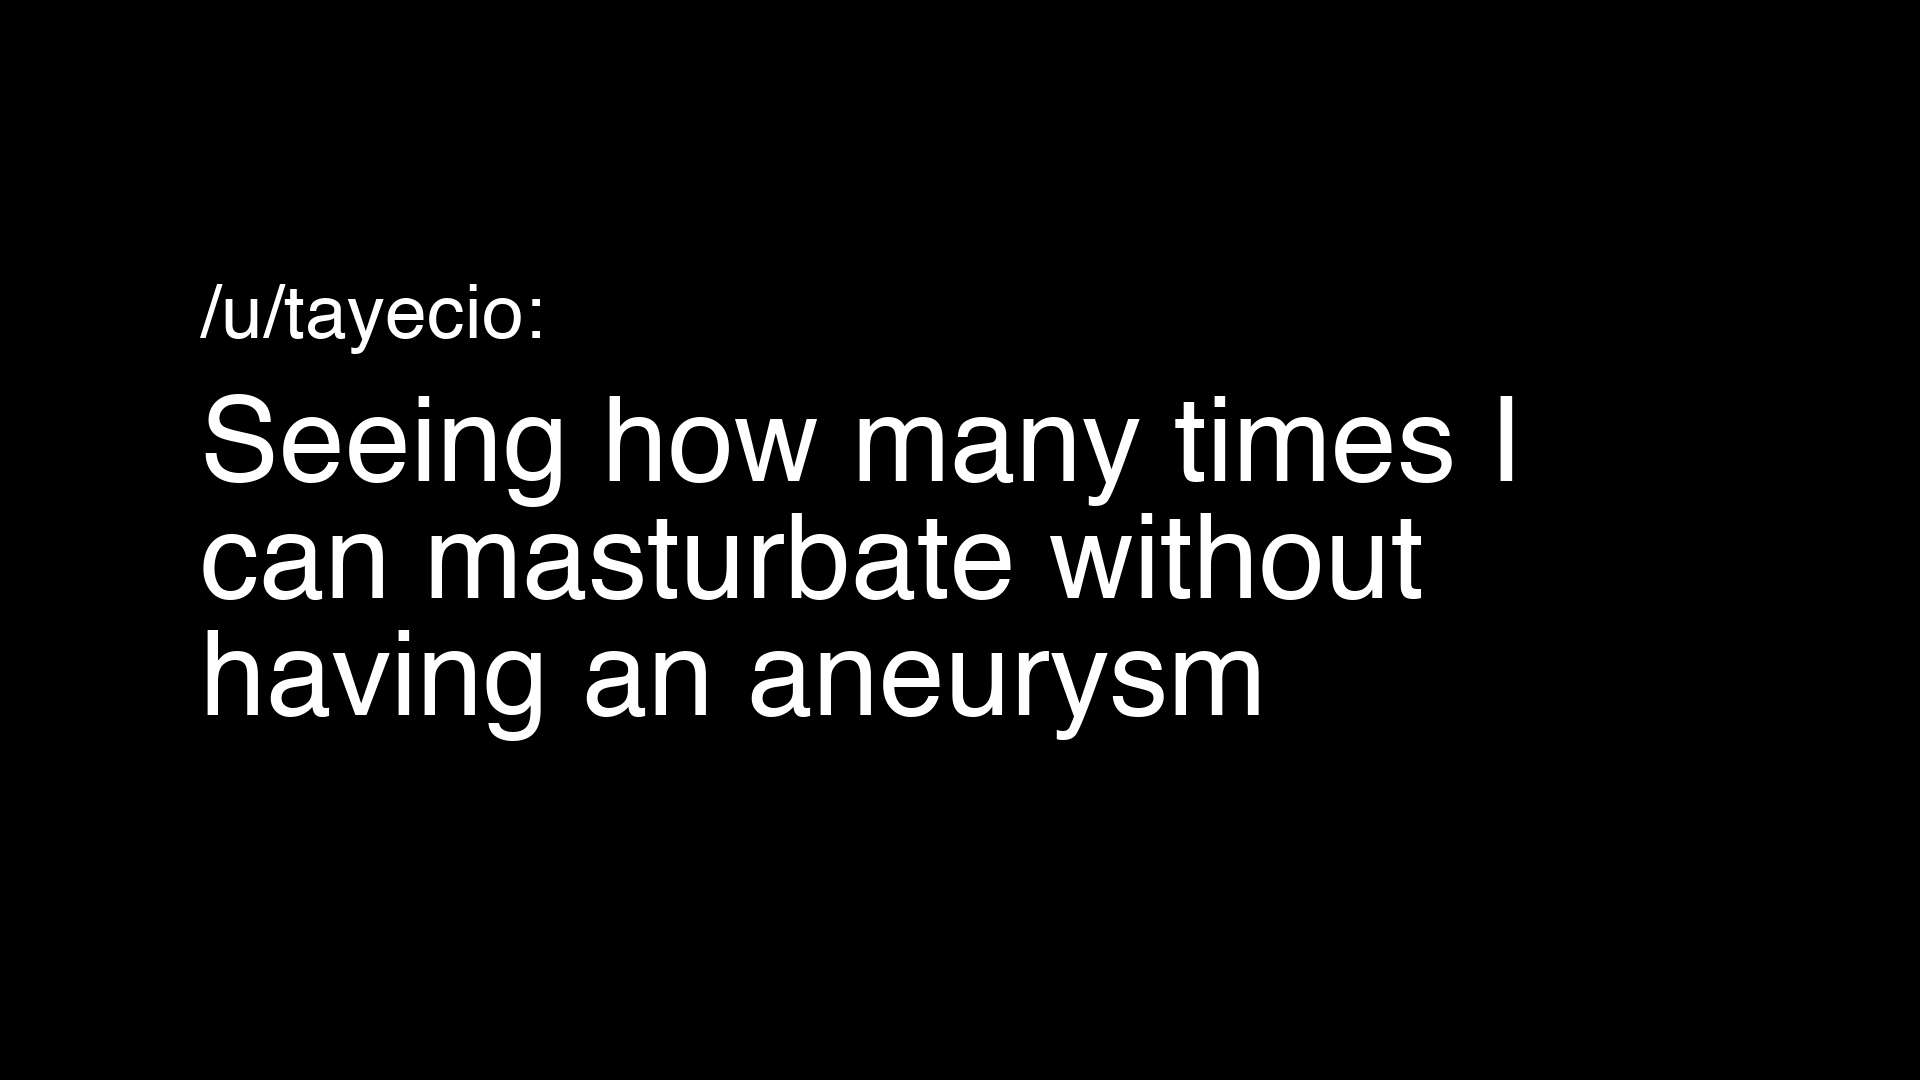 /u/tayecio:
Seeing how many times I
can masturbate without
having an aneurysm